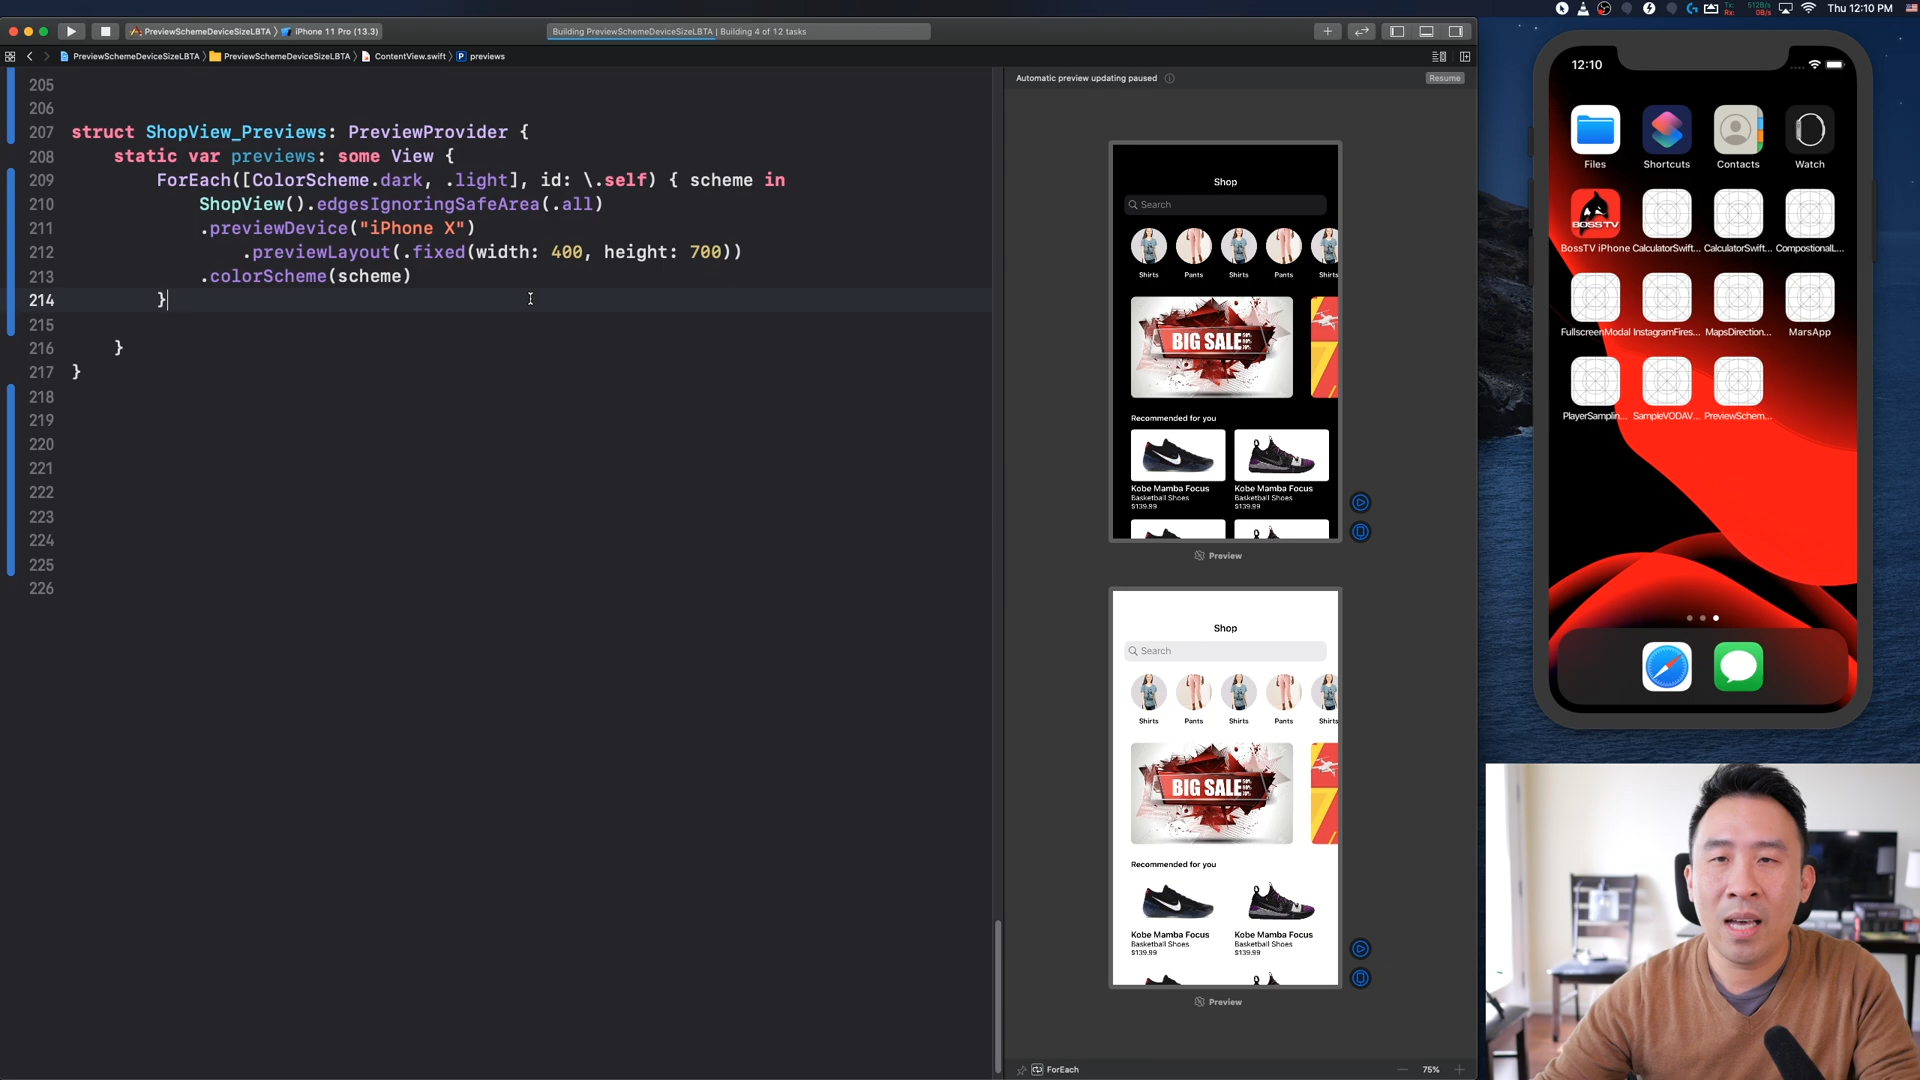 Tx: 512B/s
Rx: 0B/s
Thu 12:10 PM
PreviewSchemeDeviceSizeLBTA
iPhone 11 Pro (13.3)
Building PreviewSchemeDeviceSizeLBTA | Building 4 of 12 tasks
PreviewSchemeDeviceSizeLBTA
PreviewSchemeDeviceSizeLBTA
ContentView.swift
P previews
205
206
207 struct ShopView_Previews: PreviewProvider {
208 static var previews: some View {
209 ForEach([ColorScheme.dark, .light], id: \.self) { scheme in
210 ShopView().edgesIgnoringSafeArea(.all)
211 .previewDevice("iPhone X")
212 .previewLayout(.fixed(width: 400, height: 700))
213 .colorScheme(scheme)
214 }
215
216 }
217 }
218
219
220
221
222
223
224
225
226
Automatic preview updating paused
Resume
Shop
Search
Shirts Pants Shirts Pants Shirts
BIG SALE
Recommended for you
Kobe Mamba Focus Kobe Mamba Focus
Basketball Shoes Basketball Shoes
$139.99 $139.99
Preview
Shop
Search
Shirts Pants Shirts Pants Shirts
BIG SALE
Recommended for you
Kobe Mamba Focus Kobe Mamba Focus
Basketball Shoes Basketball Shoes
$139.99 $139.99
Preview
ForEach
75%
12:10
Files Shortcuts Contacts Watch
BOSS TV
BossTV iPhone CalculatorSwift... CalculatorSwift... CompostionalL...
FullscreenModal InstagramFires... MapsDirection... MarsApp
PlayerSamplin... SampleVODAV... PreviewSchem...